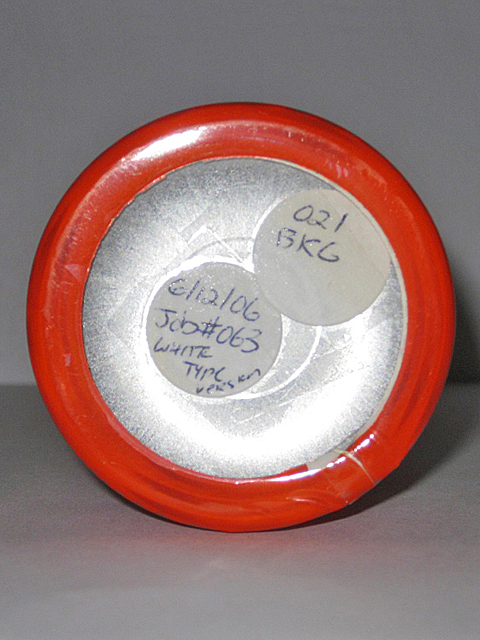 021
BKG
6/12/06
Job#063
WHITE
TYPE
version